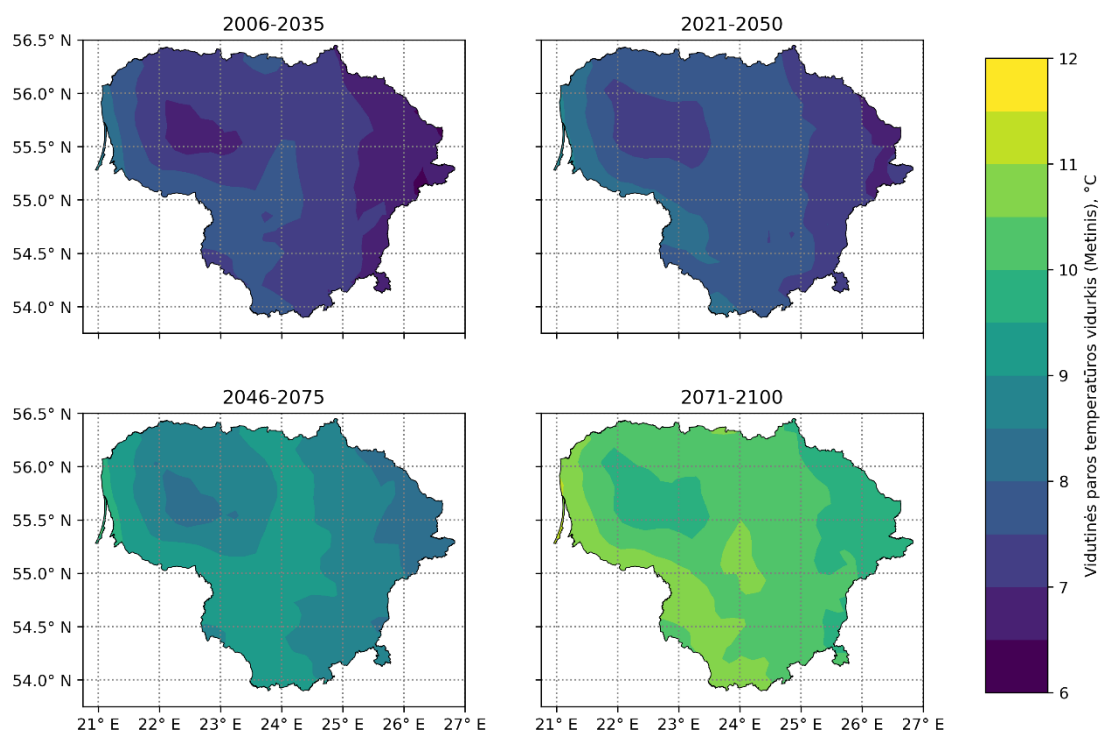 2006-2035
2021-2050
56.5° N
56.0° N
55.5° N
55.0° N
54.5° N
54.0° N
2046-2075
2071-2100
56.5° N
56.0° N
55.5° N
55.0° N
54.5° N
54.0° N
21° E 22° E 23° E 24° E 25° E 26° E 27° E
21° E 22° E 23° E 24° E 25° E 26° E 27° E
12
11
10
9
8
7
6
Vidutinės paros temperatūros vidurkis (Metinis), °C